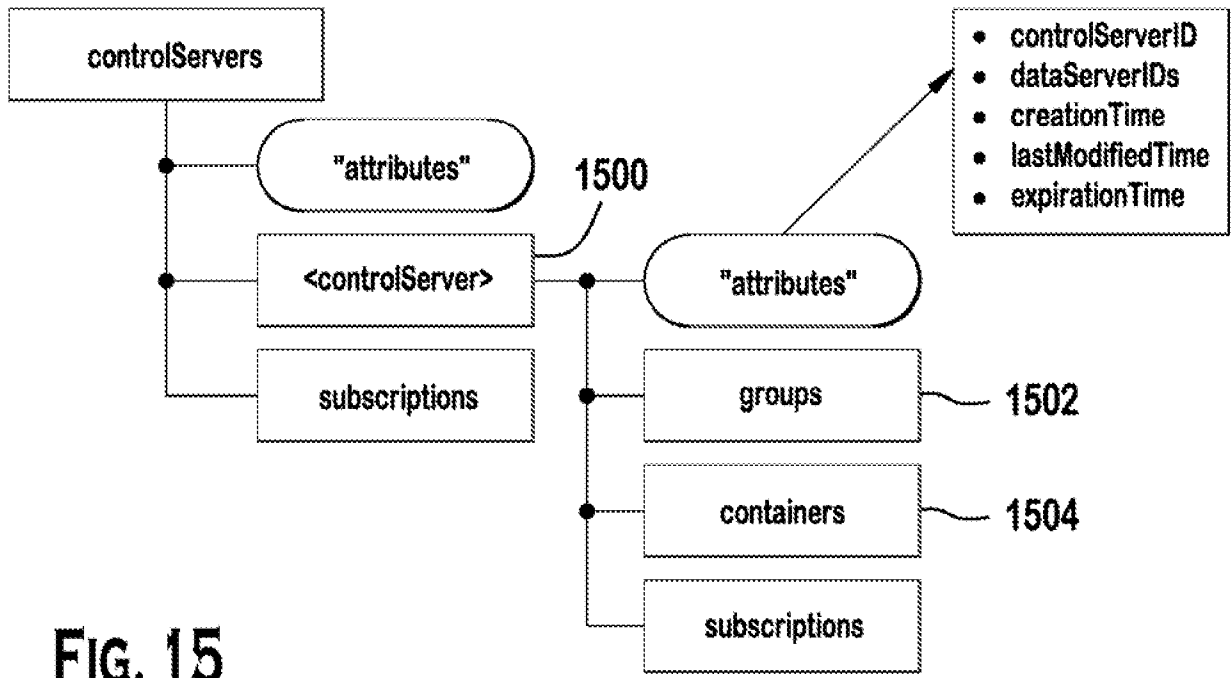 controlServers
"attributes"
1500
<controlServer>
subscriptions
"attributes"
• controlServerID
• dataServerIDs
• creationTime
• lastModifiedTime
• expirationTime
groups
1502
containers
1504
subscriptions
FIG. 15